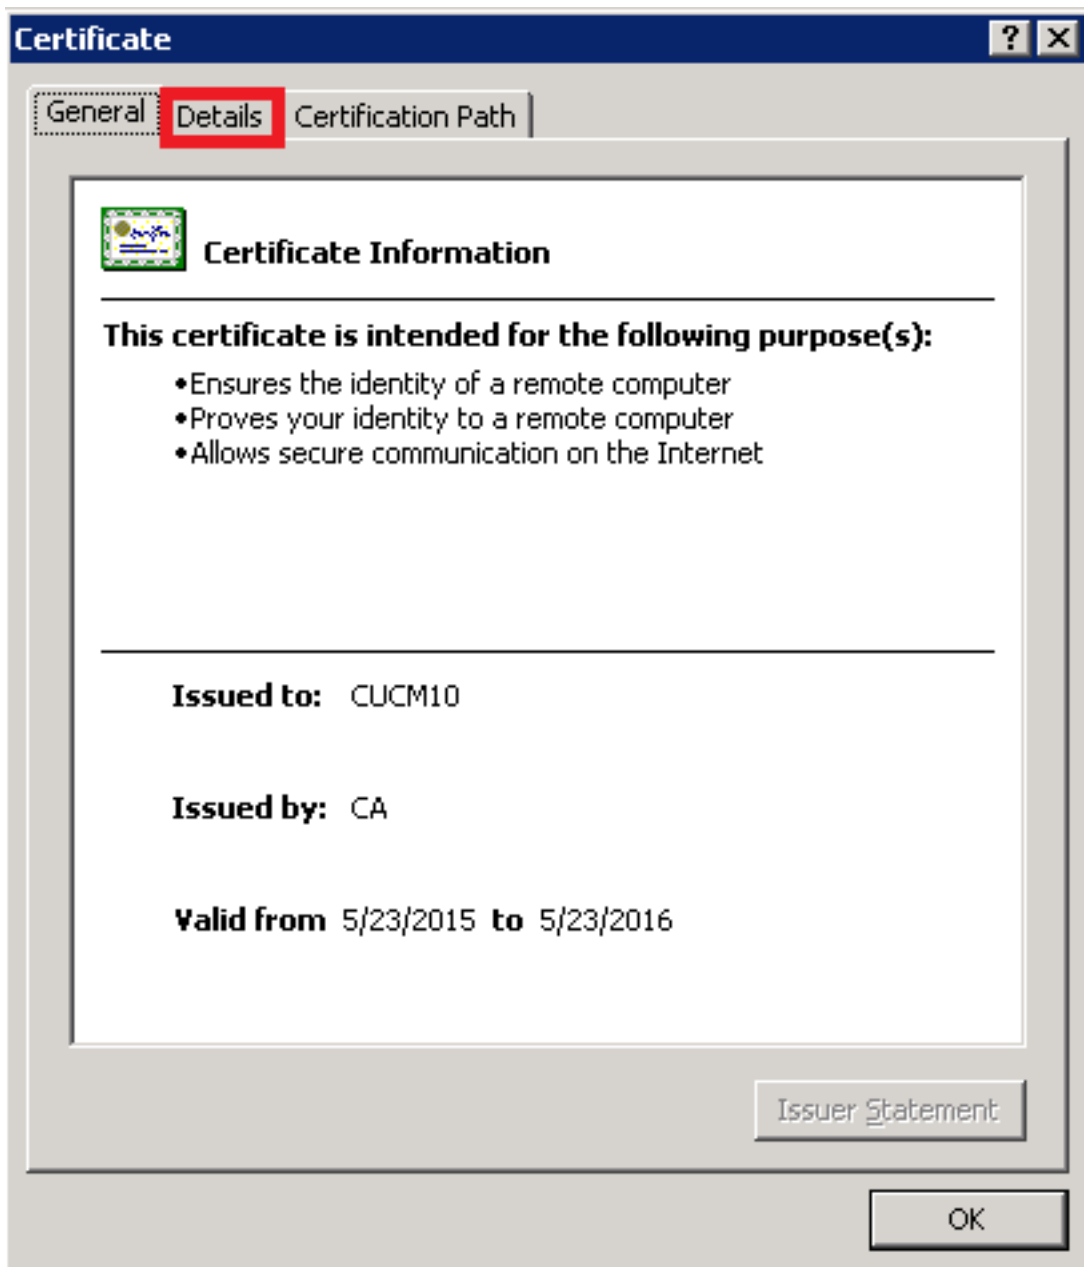 Certificate
General Details Certification Path
Certificate Information
This certificate is intended for the following purpose(s):
•Ensures the identity of a remote computer
•Proves your identity to a remote computer
•Allows secure communication on the Internet
Issued to: CUCM10
Issued by: CA
Valid from 5/23/2015 to 5/23/2016
Issuer Statement
OK